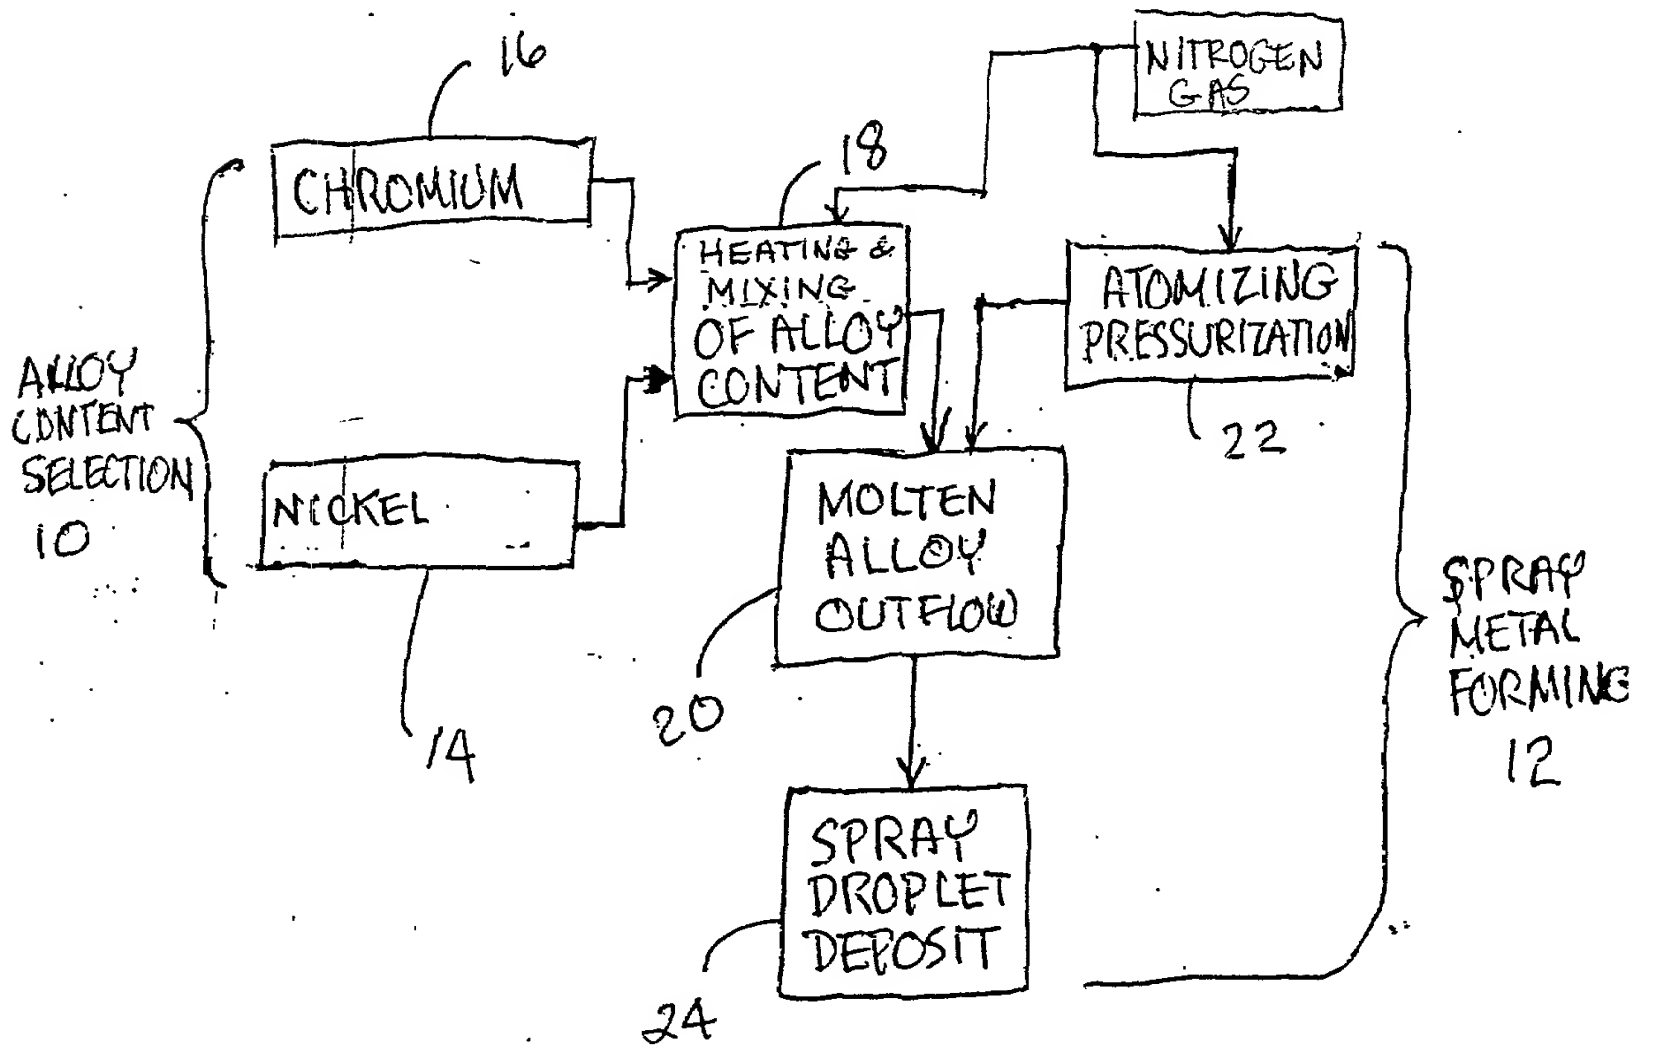 16
NITROGEN
GAS
CHROMIUM
18
HEATING &
MIXING
OF ALLOY
CONTENT
ATOMIZING
PRESSURIZATION
22
ALLOY
CONTENT
SELECTION
10
NICKEL
14
MOLTEN
ALLOY
OUTFLOW
20
SPRAY
METAL
FORMING
12
SPRAY
DROPLET
DEPOSIT
24